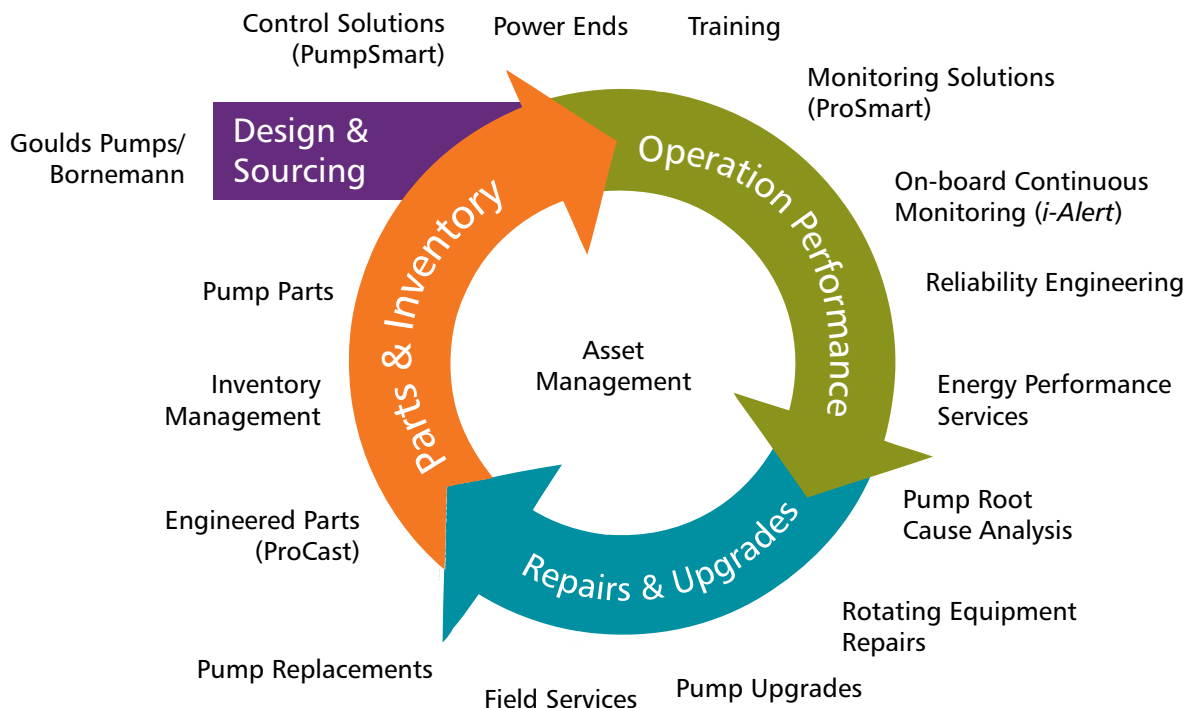 Control Solutions
(PumpSmart)
Power Ends
Training
Monitoring Solutions
(ProSmart)
Goulds Pumps/
Bornemann
Design &
Sourcing
Operation Performance
On-board Continuous
Monitoring (i-Alert)
Reliability Engineering
Pump Parts
Parts & Inventory
Asset
Management
Inventory
Management
Energy Performance
Services
Engineered Parts
(ProCast)
Pump Root
Cause Analysis
Repairs & Upgrades
Rotating Equipment
Repairs
Pump Replacements
Field Services
Pump Upgrades